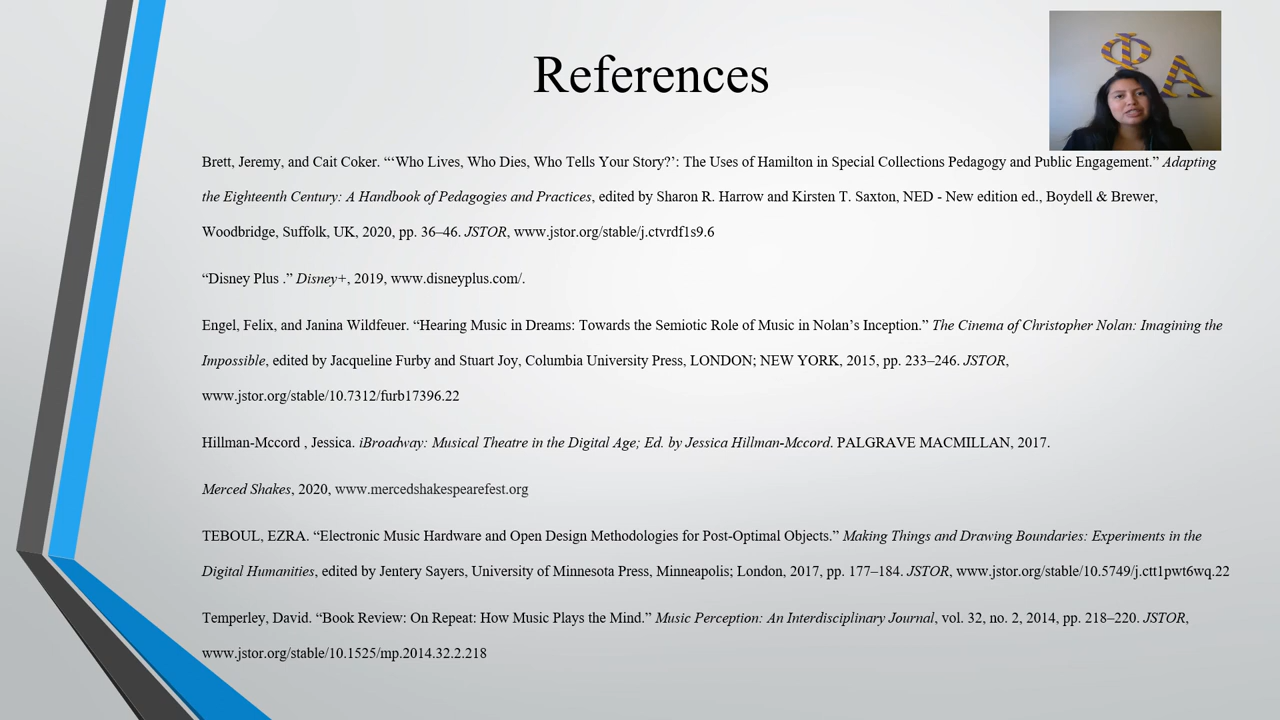 References
Φ A
Brett, Jeremy, and Cait Coker. “‘Who Lives, Who Dies, Who Tells Your Story?’: The Uses of Hamilton in Special Collections Pedagogy and Public Engagement.” Adapting
the Eighteenth Century: A Handbook of Pedagogies and Practices, edited by Sharon R. Harrow and Kirsten T. Saxton, NED - New edition ed., Boydell & Brewer,
Woodbridge, Suffolk, UK, 2020, pp. 36–46. JSTOR, www.jstor.org/stable/j.ctvrdf1s9.6
“Disney Plus .” Disney+, 2019, www.disneyplus.com/.
Engel, Felix, and Janina Wildfeuer. “Hearing Music in Dreams: Towards the Semiotic Role of Music in Nolan’s Inception.” The Cinema of Christopher Nolan: Imagining the
Impossible, edited by Jacqueline Furby and Stuart Joy, Columbia University Press, LONDON; NEW YORK, 2015, pp. 233–246. JSTOR,
www.jstor.org/stable/10.7312/furb17396.22
Hillman-Mccord , Jessica. iBroadway: Musical Theatre in the Digital Age; Ed. by Jessica Hillman-Mccord. PALGRAVE MACMILLAN, 2017.
Merced Shakes, 2020, www.mercedshakespearefest.org
TEBOUL, EZRA. “Electronic Music Hardware and Open Design Methodologies for Post-Optimal Objects.” Making Things and Drawing Boundaries: Experiments in the
Digital Humanities, edited by Jentery Sayers, University of Minnesota Press, Minneapolis; London, 2017, pp. 177–184. JSTOR, www.jstor.org/stable/10.5749/j.ctt1pwt6wq.22
Temperley, David. “Book Review: On Repeat: How Music Plays the Mind.” Music Perception: An Interdisciplinary Journal, vol. 32, no. 2, 2014, pp. 218–220. JSTOR,
www.jstor.org/stable/10.1525/mp.2014.32.2.218